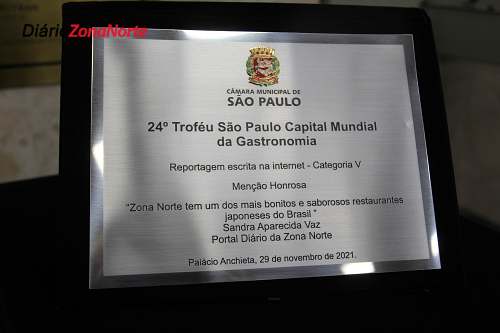 DiárioZonaNorte
CÂMARA MUNICIPAL DE
SÃO PAULO
24º Troféu São Paulo Capital Mundial
da Gastronomia
Reportagem escrita na internet - Categoria V
Menção Honrosa
"Zona Norte tem um dos mais bonitos e saborosos restaurantes
japoneses do Brasil "
Sandra Aparecida Vaz
Portal Diário da Zona Norte
Palácio Anchieta, 29 de novembro de 2021.